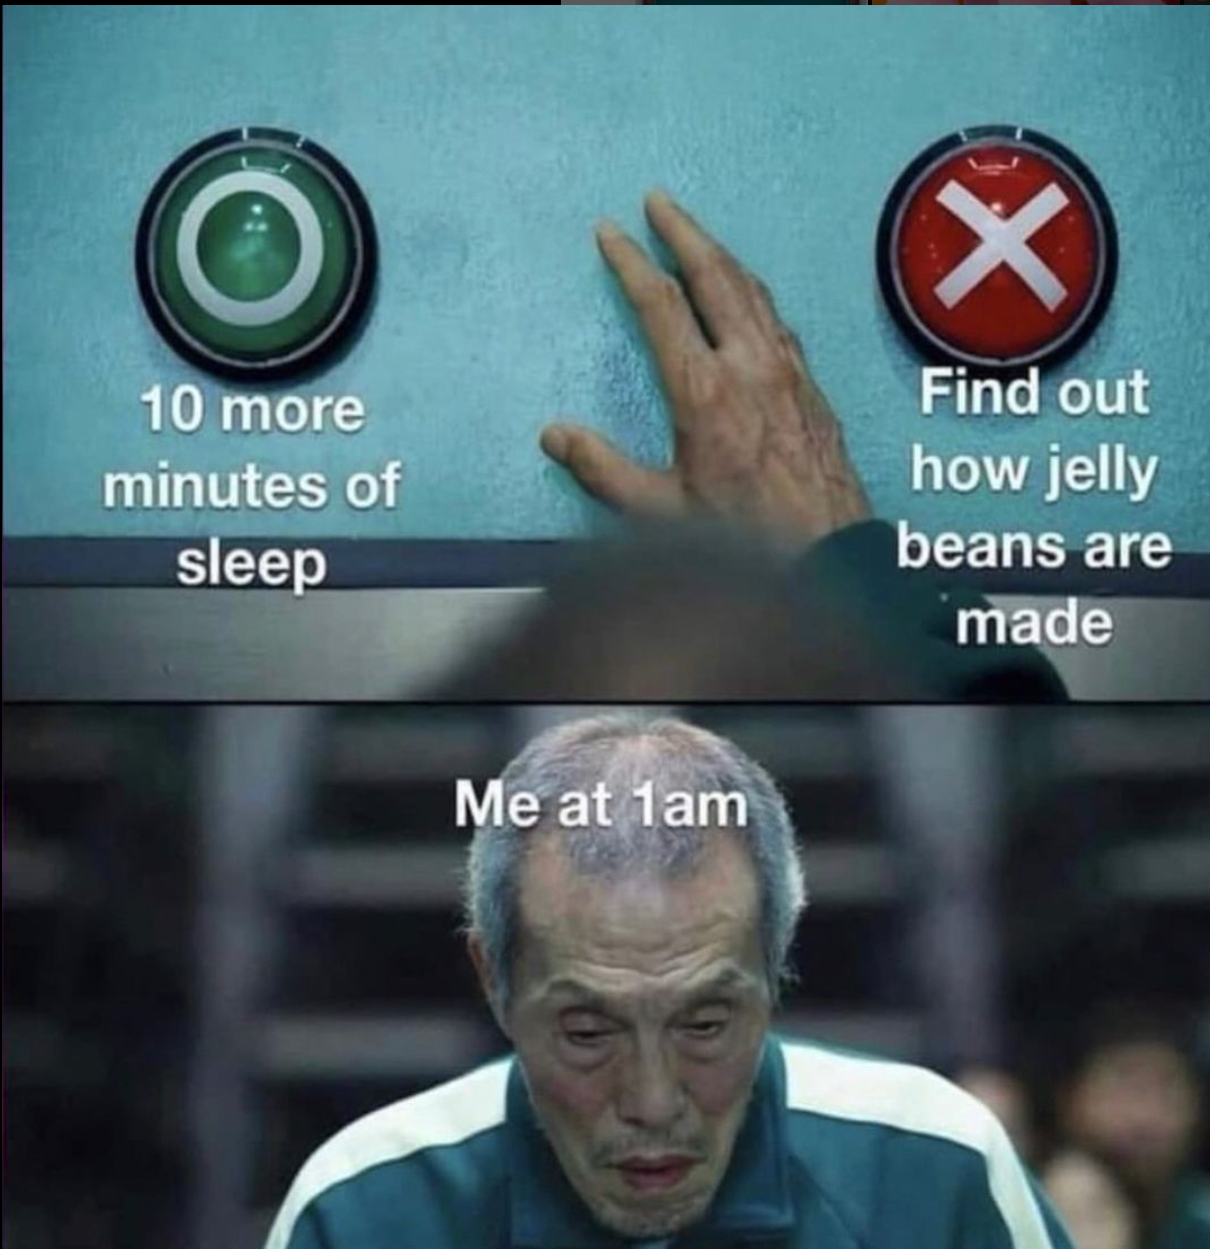 10 more
minutes of
sleep
Find out
how jelly
beans are
made
Me at 1am